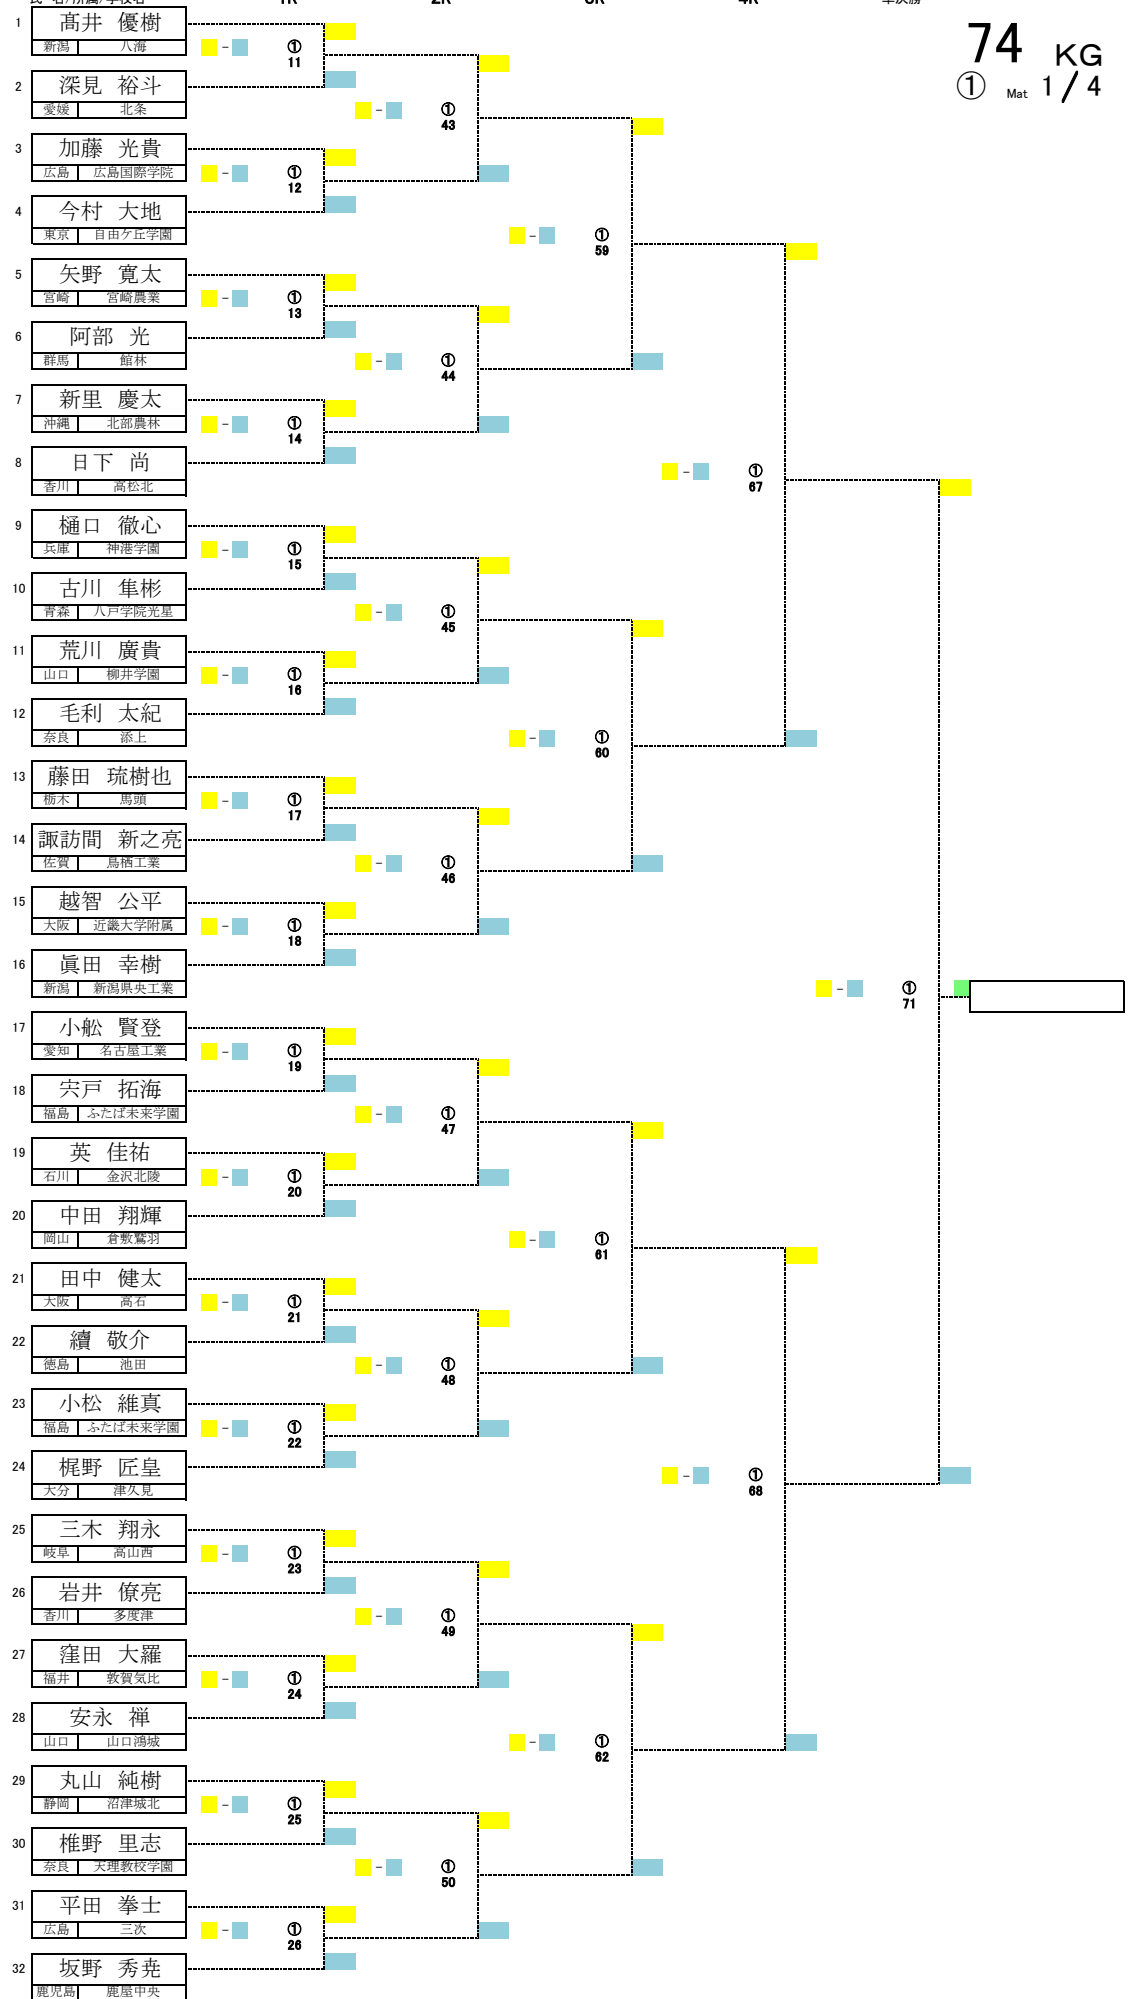 74 KG
① Mat 1/4
1 髙井 優樹
新潟 八海
① 11
2 深見 裕斗
愛媛 北条
① 43
3 加藤 光貴
広島 広島国際学院
① 12
4 今村 大地
東京 自由ケ丘学園
① 59
5 矢野 寛太
宮崎 宮崎農業
① 13
6 阿部 光
群馬 館林
① 44
7 新里 慶太
沖縄 北部農林
① 14
8 日下 尚
香川 高松北
① 67
9 樋口 徹心
兵庫 神港学園
① 15
10 古川 隼彬
青森 八戸学院光星
① 45
11 荒川 廣貴
山口 柳井学園
① 16
12 毛利 太紀
奈良 添上
① 60
13 藤田 琉樹也
栃木 馬頭
① 17
14 諏訪間 新之亮
佐賀 鳥栖工業
① 46
15 越智 公平
大阪 近畿大学附属
① 18
16 眞田 幸樹
新潟 新潟県央工業
① 71
17 小舩 賢登
愛知 名古屋工業
① 19
18 宍戸 拓海
福島 ふたば未来学園
① 47
19 英 佳祐
石川 金沢北陵
① 20
20 中田 翔輝
岡山 倉敷鷲羽
① 61
21 田中 健太
大阪 高石
① 21
22 續 敬介
徳島 池田
① 48
23 小松 維真
福島 ふたば未来学園
① 22
24 梶野 匠皇
大分 津久見
① 68
25 三木 翔永
岐阜 高山西
① 23
26 岩井 僚亮
香川 多度津
① 49
27 窪田 大羅
福井 敦賀気比
① 24
28 安永 禅
山口 山口鴻城
① 62
29 丸山 純樹
静岡 沼津城北
① 25
30 椎野 里志
奈良 天理教校学園
① 50
31 平田 拳士
広島 三次
① 26
32 坂野 秀尭
鹿児島 鹿屋中央